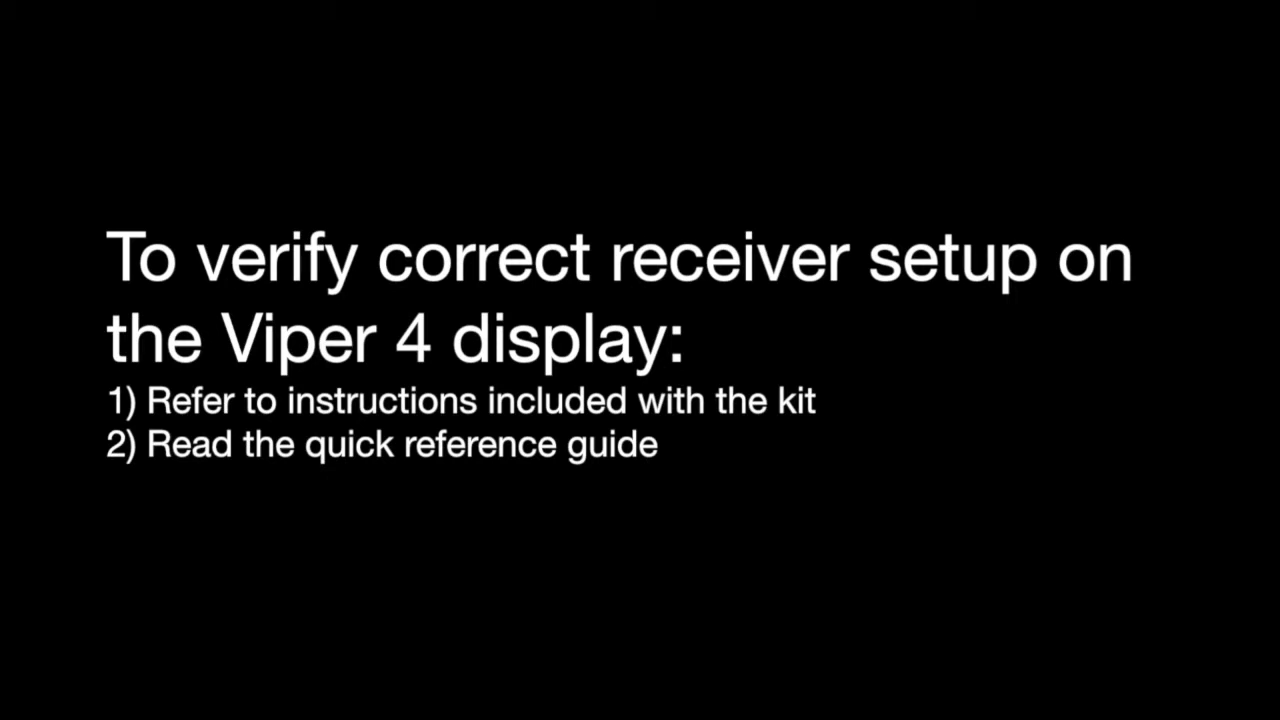 To verify correct receiver setup on
the Viper 4 display:
1) Refer to instructions included with the kit
2) Read the quick reference guide